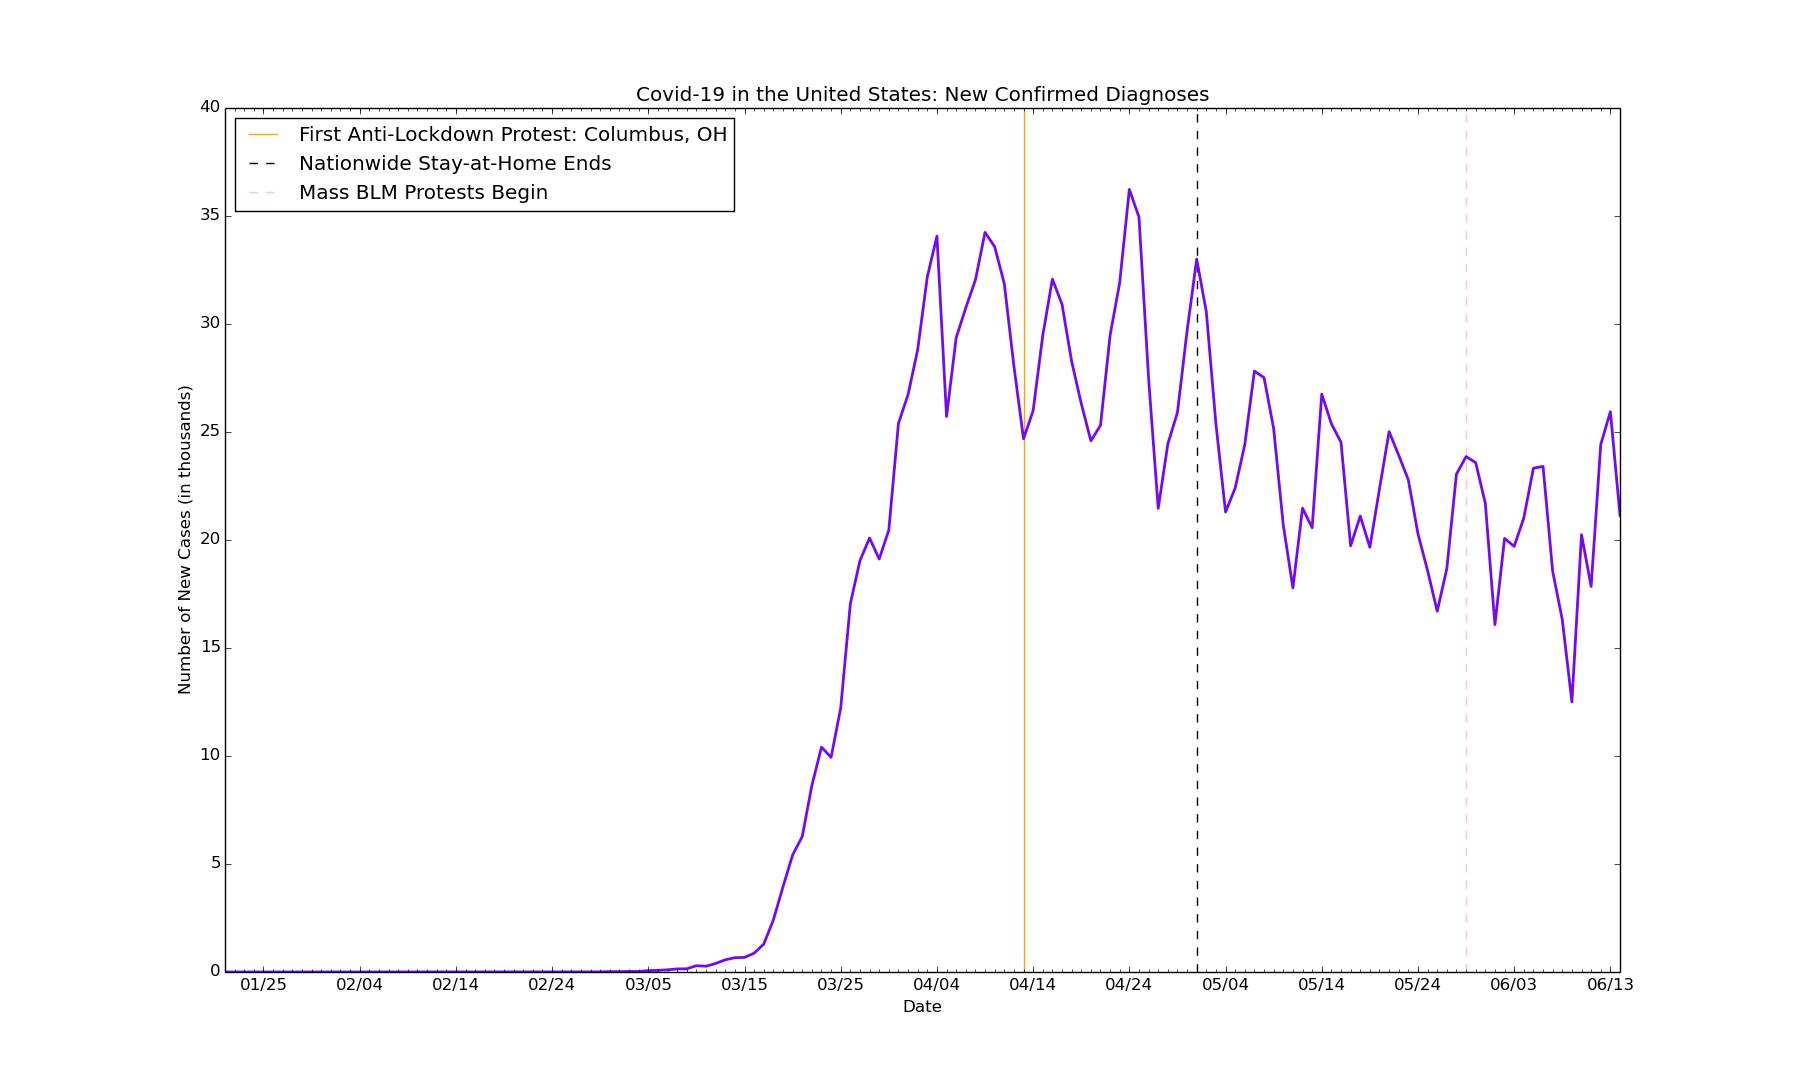 Covid-19 in the United States: New Confirmed Diagnoses
First Anti-Lockdown Protest: Columbus, OH
Nationwide Stay-at-Home Ends
Mass BLM Protests Begin
Number of New Cases (in thousands)
40
35
30
25
20
15
10
5
0
01/25 02/04 02/14 02/24 03/05 03/15 03/25 04/04 04/14 04/24 05/04 05/14 05/24 06/03 06/13
Date